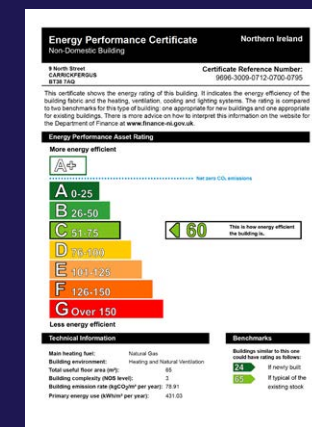 Energy Performance Certificate
Northern Ireland
Non-Domestic Building
9 North Street
CARRICKFERGUS
BT38 7AQ
Certificate Reference Number:
9696-3009-0712-0700-0795
This certificate shows the energy rating of this building. It indicates the energy efficiency of the
building fabric and the heating, ventilation, cooling and lighting systems. The rating is compared
to two benchmarks for this type of building: one appropriate for new buildings and one appropriate
for existing buildings. There is more advice on how to interpret this information on the website for
the Department of Finance at www.finance-ni.gov.uk.
Energy Performance Asset Rating
More energy efficient
A+
Net zero CO₂ emissions
A 0-25
B 26-50
C 51-75
60
This is how energy efficient
the building is.
D 76-100
E 101-125
F 126-150
G Over 150
Less energy efficient
Technical Information
Main heating fuel: Natural Gas
Building environment: Heating and Natural Ventilation
Total useful floor area (m²): 65
Building complexity (NOS level): 3
Building emission rate (kgCO₂/m² per year): 78.91
Primary energy use (kWh/m² per year): 431.03
Benchmarks
Buildings similar to this one
could have rating as follows:
24 If newly built
65 If typical of the
existing stock